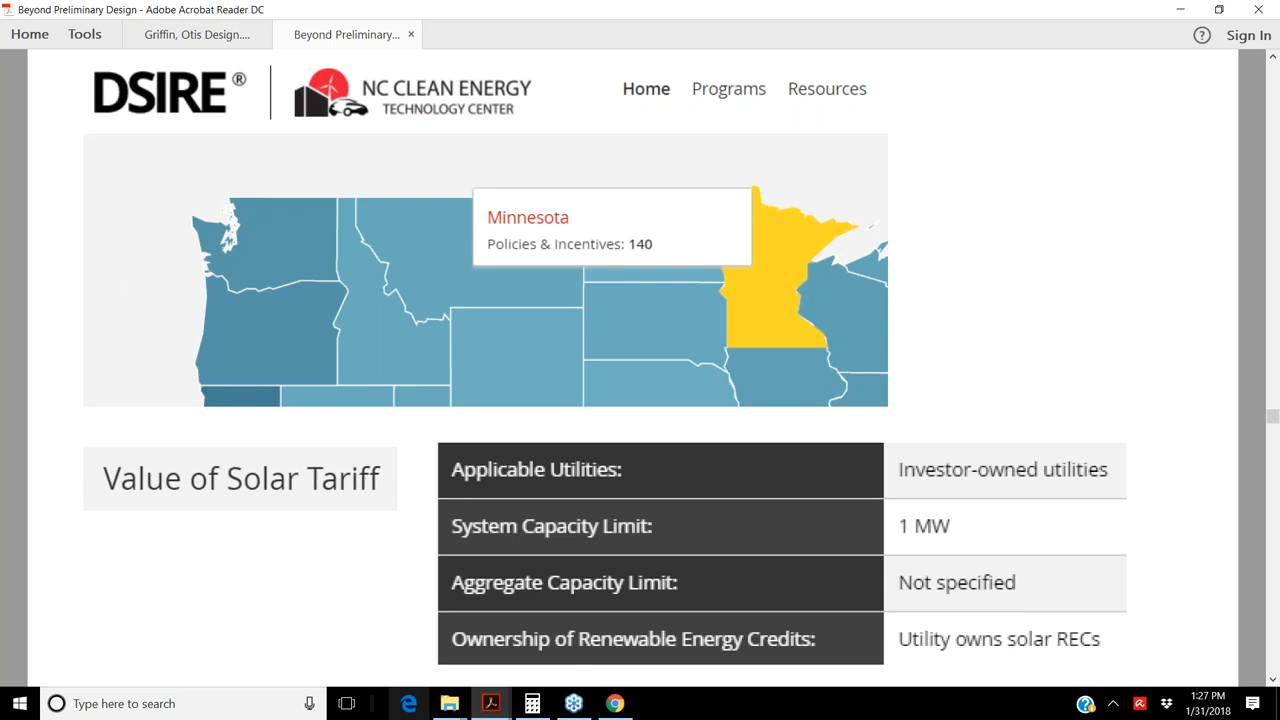 Beyond Preliminary Design - Adobe Acrobat Reader DC
Home Tools Griffin, Otis Design.... Beyond Preliminary... × ? Sign In
DSIRE® NC CLEAN ENERGY TECHNOLOGY CENTER Home Programs Resources
Minnesota
Policies & Incentives: 140
Value of Solar Tariff
Applicable Utilities: Investor-owned utilities
System Capacity Limit: 1 MW
Aggregate Capacity Limit: Not specified
Ownership of Renewable Energy Credits: Utility owns solar RECs
Type here to search
1:27 PM
1/31/2018